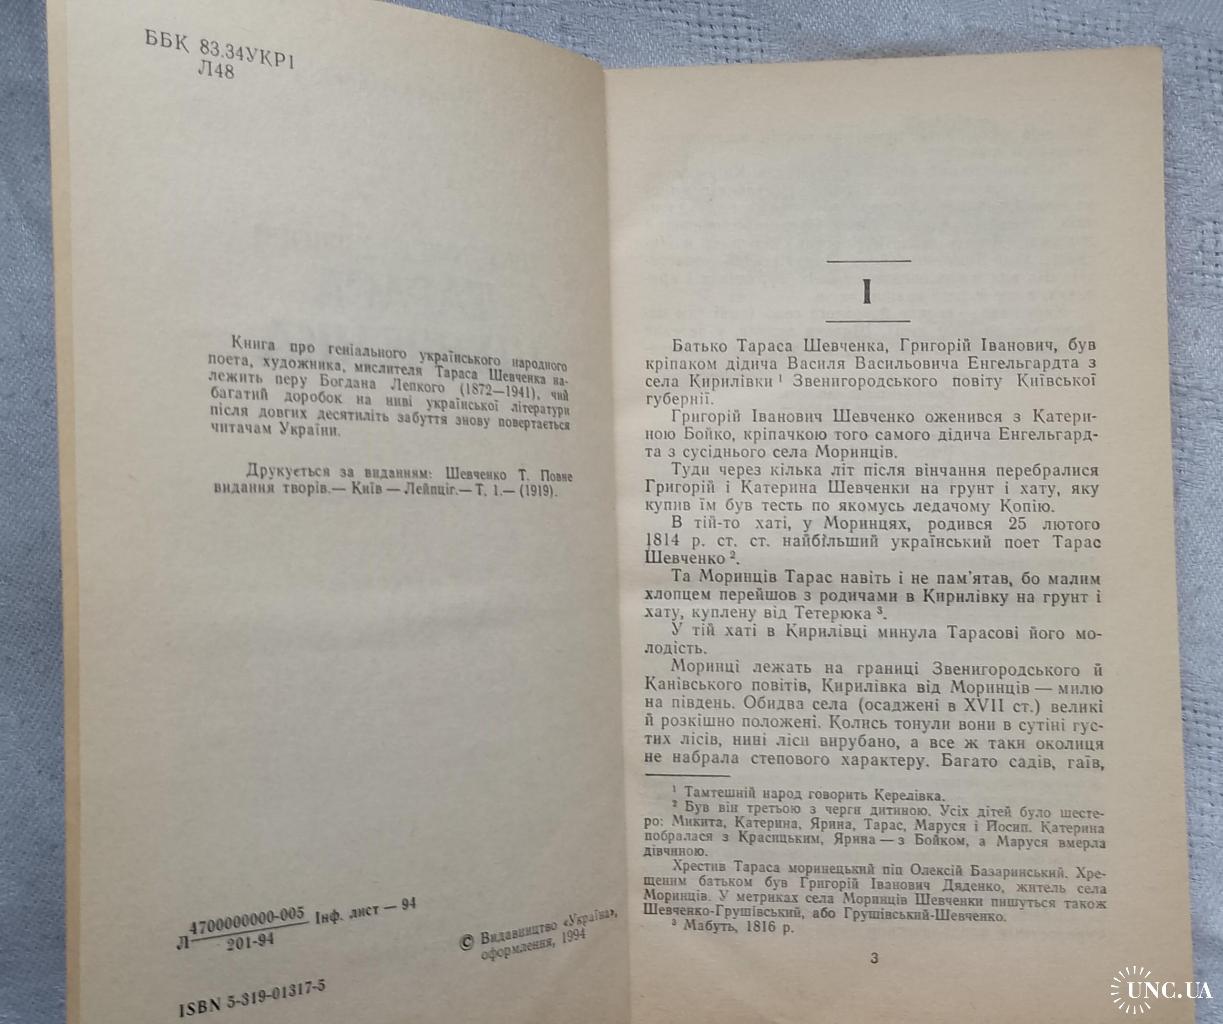 ББК 83.34УКР1
Л48
Книга про геніального українського народного
поета, художника, мислителя Тараса Шевченка на-
лежить перу Богдана Лепкого (1872—1941), чий
багатий доробок на ниві української літератури
після довгих десятиліть забуття знову повертається
читачам України.
Друкується за виданням: Шевченко Т. Повне
видання творів.— Київ — Лейпціг.— Т. 1.— (1919).
Л 4700000000-005 Інф. лист — 94
201-94
© Видавництво «Україна»,
оформлення, 1994
ISBN 5-319-01317-5
I
Батько Тараса Шевченка, Григорій Іванович, був
кріпаком дідича Василя Васильовича Енгельгардта з
села Кирилівки ¹ Звенигородського повіту Київської
губернії.
Григорій Іванович Шевченко оженився з Катери-
ною Бойко, кріпачкою того самого дідича Енгельгард-
та з сусіднього села Моринців.
Туди через кілька літ після вінчання перебралися
Григорій і Катерина Шевченки на грунт і хату, яку
купив їм був тесть по якомусь ледачому Копію.
В тій-то хаті, у Моринцях, родився 25 лютого
1814 р. ст. ст. найбільший український поет Тарас
Шевченко ².
Та Моринців Тарас навіть і не пам'ятав, бо малим
хлопцем перейшов з родичами в Кирилівку на грунт і
хату, куплену від Тетерюка ³.
У тій хаті в Кирилівці минула Тарасові його мо-
лодість.
Моринці лежать на границі Звенигородського й
Канівського повітів, Кирилівка від Моринців — милю
на південь. Обидва села (осаджені в XVII ст.) великі
й розкішно положені. Колись тонули вони в сутіні гус-
тих лісів, нині ліси вирубано, а все ж таки околиця
не набрала степового характеру. Багато садів, гаїв,
¹ Тамтешній народ говорить Керелівка.
² Був він третьою з черги дитиною. Усіх дітей було шесте-
ро: Микита, Катерина, Ярина, Тарас, Маруся і Йосип. Катерина
побралася з Красицьким, Ярина — з Бойком, а Маруся вмерла
дівчиною.
Хрестив Тараса моринецький піп Олексій Базаринський. Хре-
щеним батьком був Григорій Іванович Дяденко, житель села
Моринців. У метриках села Моринців Шевченки пишуться також
Шевченко-Грушівський, або Грушівський-Шевченко.
³ Мабуть, 1816 р.
3
UNC.UA